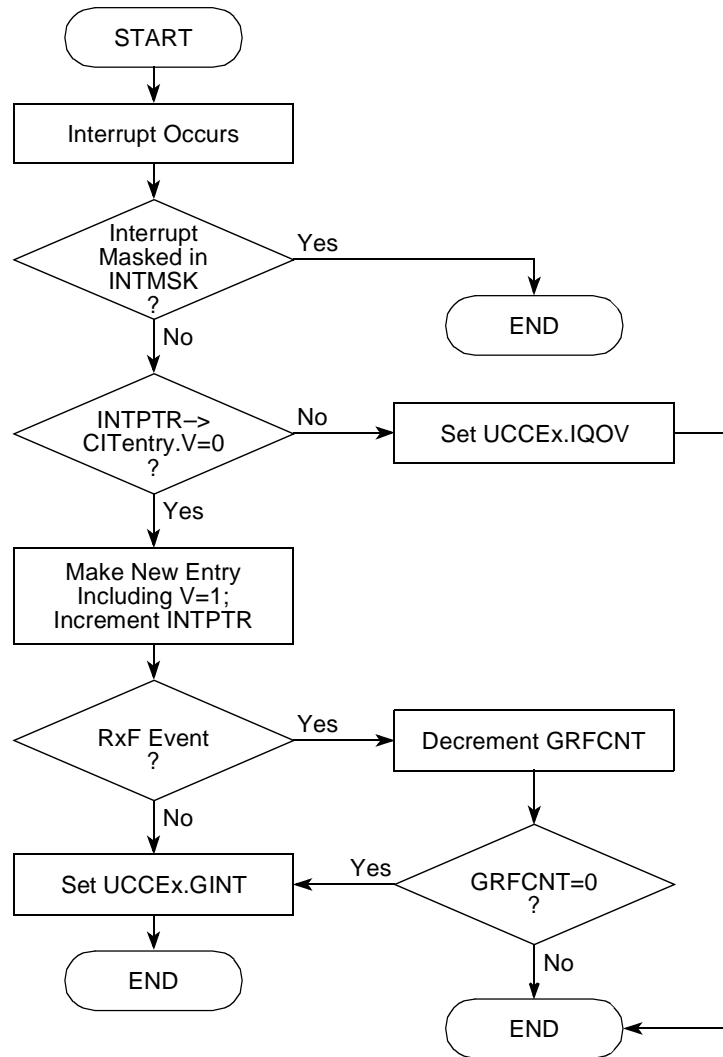 START
Interrupt Occurs
Interrupt
Masked in
INTMSK
?
Yes
END
No
INTPTR–>
CITentry.V=0
?
No
Set UCCEx.IQOV
Yes
Make New Entry
Including V=1;
Increment INTPTR
RxF Event
?
Yes
Decrement GRFCNT
No
Set UCCEx.GINT
Yes
GRFCNT=0
?
END
No
END